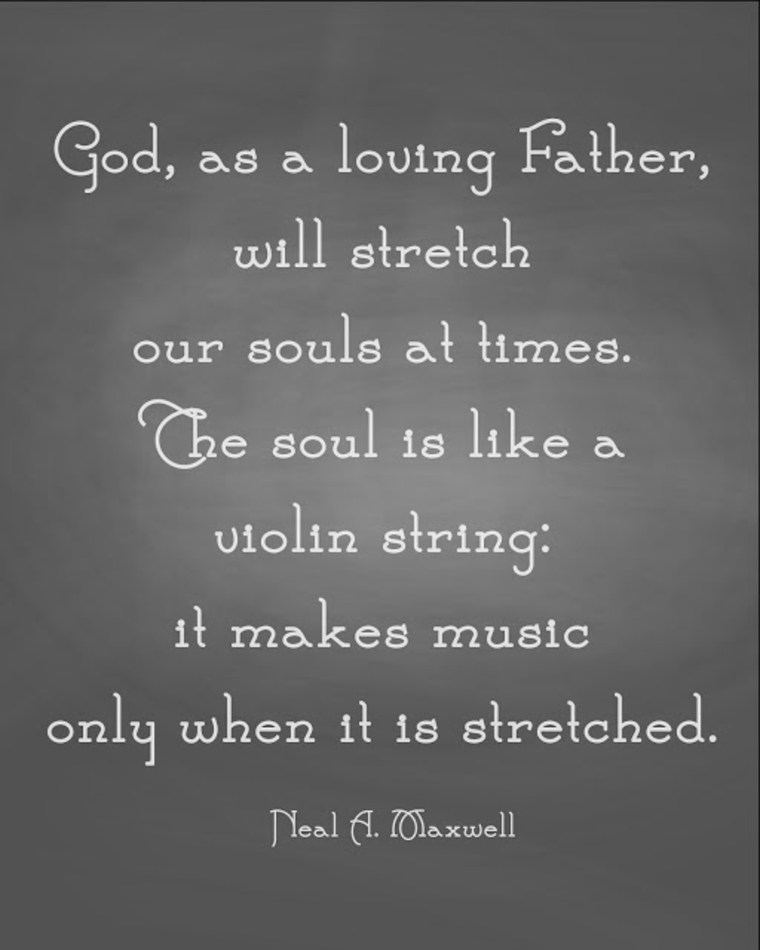 God, as a loving Father,
will stretch
our souls at times.
The soul is like a
violin string:
it makes music
only when it is stretched.
Neal A. Maxwell